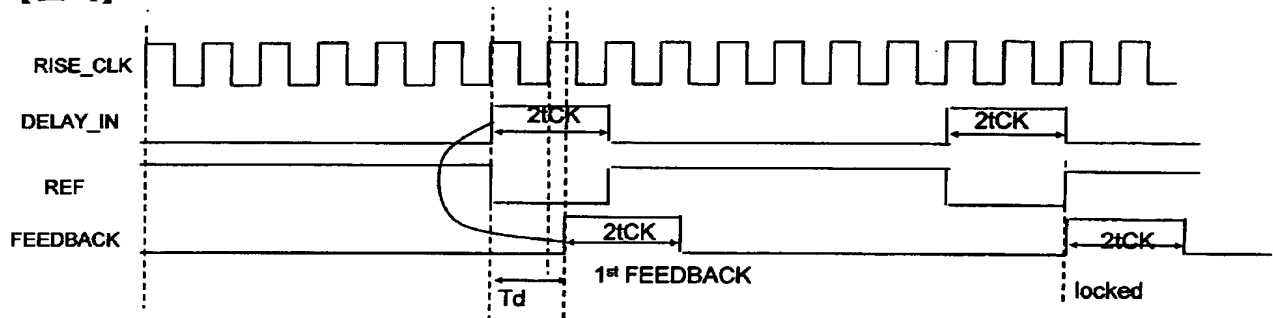 RISE_CLK
DELAY_IN
2tCK
2tCK
REF
FEEDBACK
2tCK
2tCK
Td
1st FEEDBACK
locked